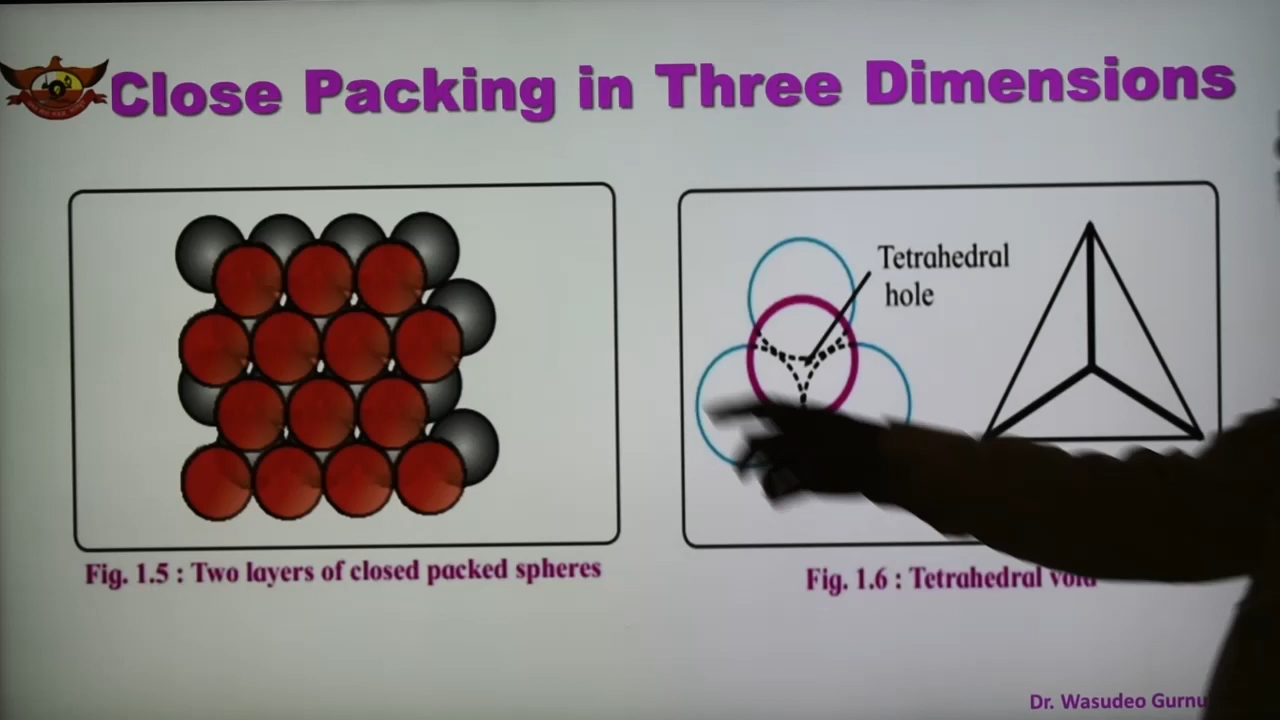 Close Packing in Three Dimensions
Tetrahedral
hole
Fig. 1.5 : Two layers of closed packed spheres
Fig. 1.6 : Tetrahedral void
Dr. Wasudeo